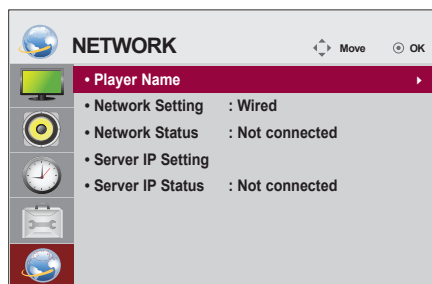 NETWORK
Move
OK
• Player Name
• Network Setting : Wired
• Network Status : Not connected
• Server IP Setting
• Server IP Status : Not connected